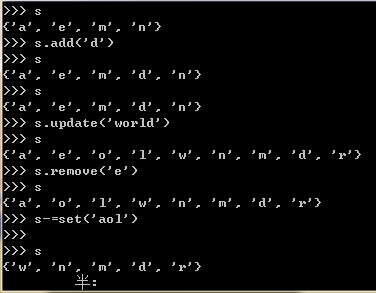 >>> s
{'a', 'e', 'm', 'n'}
>>> s.add('d')
>>> s
{'a', 'e', 'm', 'd', 'n'}
>>> s
{'a', 'e', 'm', 'd', 'n'}
>>> s.update('world')
>>> s
{'a', 'e', 'o', 'l', 'w', 'n', 'm', 'd', 'r'}
>>> s.remove('e')
>>> s
{'a', 'o', 'l', 'w', 'n', 'm', 'd', 'r'}
>>> s-=set('aol')
>>>
>>> s
{'w', 'n', 'm', 'd', 'r'}
半: